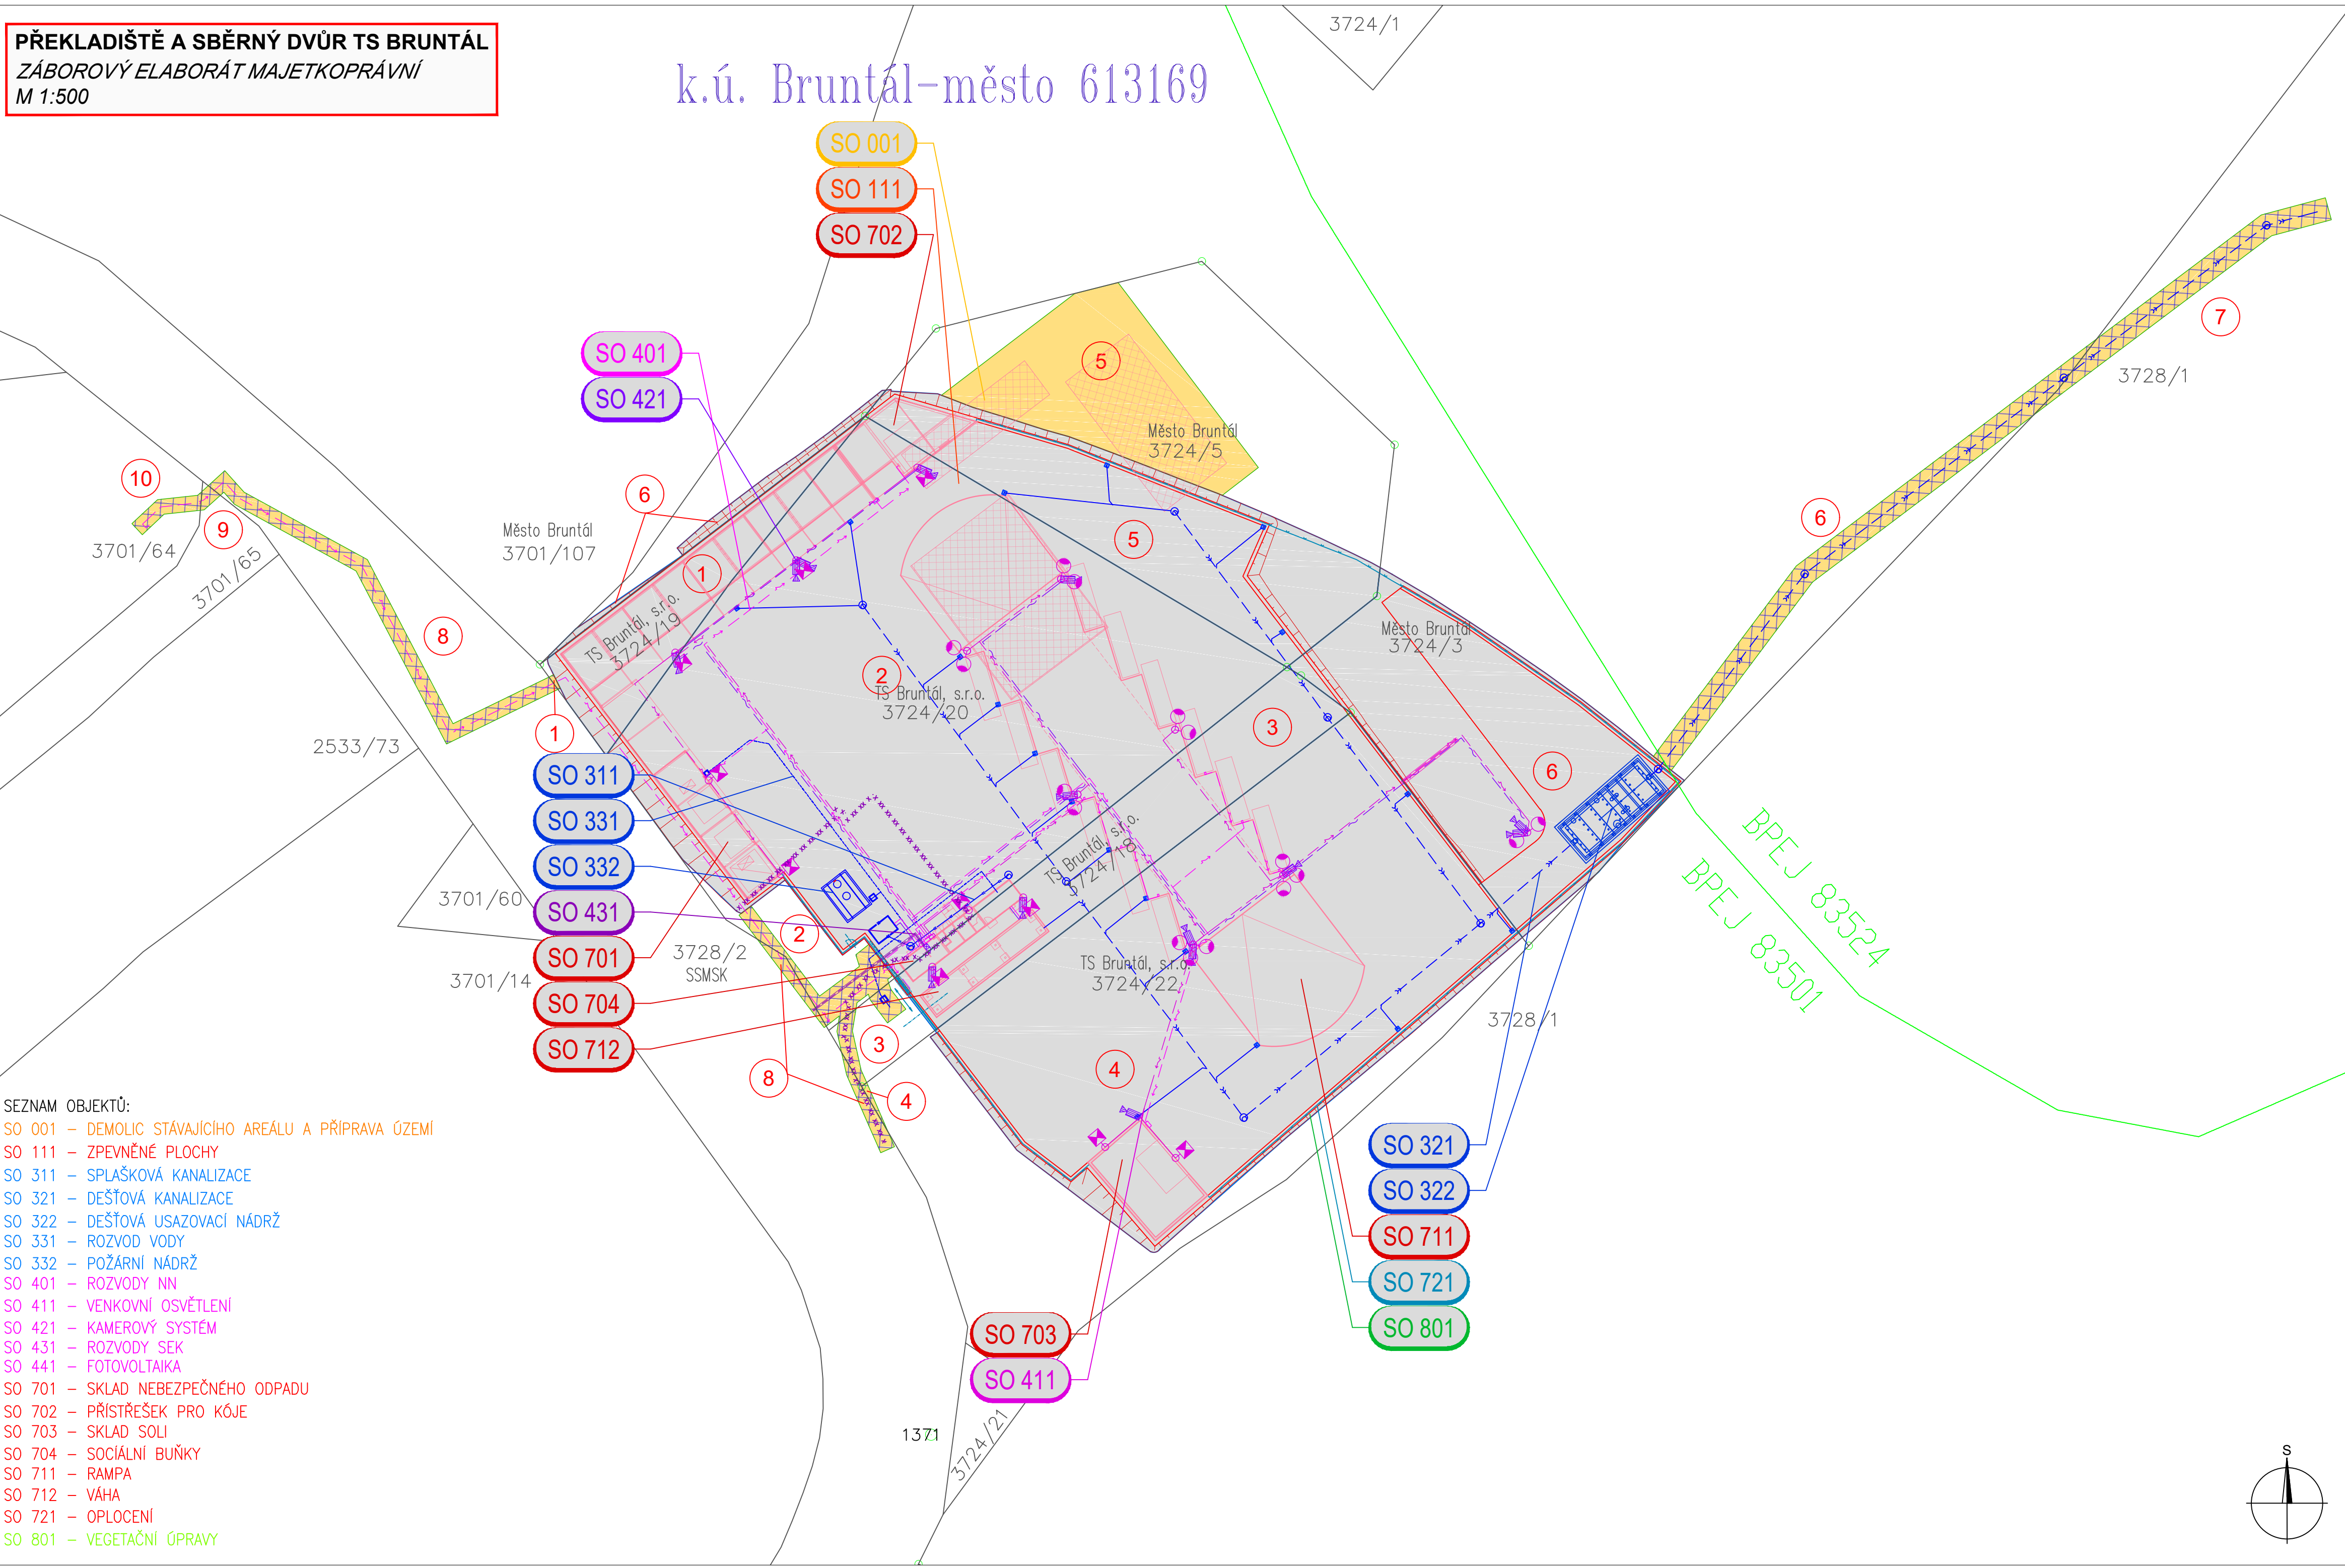 PŘEKLADIŠTĚ A SBĚRNÝ DVŮR TS BRUNTÁL
ZÁBOROVÝ ELABORÁT MAJETKOPRÁVNÍ
M 1:500
3724/1
k.ú. Bruntál-město 613169
SO 001
SO 111
SO 702
SO 401
SO 421
7
3728/1
5
Město Bruntál
3724/5
10
6
9
3701/64
3701/65
Město Bruntál
3701/107
1
5
6
TS Bruntál, s.r.o.
3724/19
8
Město Bruntál
3724/3
2
TS Bruntál, s.r.o.
3724/20
1
2533/73
3
6
SO 311
SO 331
SO 332
SO 431
SO 701
SO 704
SO 712
TS Bruntál, s.r.o.
3724/18
BPEJ 83524
BPEJ 83501
3701/60
2
3728/2
SSMSK
3701/14
TS Bruntál, s.r.o.
3724/22
3728/1
3
8
4
4
SO 321
SO 322
SO 711
SO 721
SO 801
SO 703
SO 411
1371
3724/21
S
SEZNAM OBJEKTŮ:
SO 001 – DEMOLIC STÁVAJÍCÍHO AREÁLU A PŘÍPRAVA ÚZEMÍ
SO 111 – ZPEVNĚNÉ PLOCHY
SO 311 – SPLAŠKOVÁ KANALIZACE
SO 321 – DEŠŤOVÁ KANALIZACE
SO 322 – DEŠŤOVÁ USAZOVACÍ NÁDRŽ
SO 331 – ROZVOD VODY
SO 332 – POŽÁRNÍ NÁDRŽ
SO 401 – ROZVODY NN
SO 411 – VENKOVNÍ OSVĚTLENÍ
SO 421 – KAMEROVÝ SYSTÉM
SO 431 – ROZVODY SEK
SO 441 – FOTOVOLTAIKA
SO 701 – SKLAD NEBEZPEČNÉHO ODPADU
SO 702 – PŘÍSTŘEŠEK PRO KÓJE
SO 703 – SKLAD SOLI
SO 704 – SOCÍÁLNÍ BUŇKY
SO 711 – RAMPA
SO 712 – VÁHA
SO 721 – OPLOCENÍ
SO 801 – VEGETAČNÍ ÚPRAVY